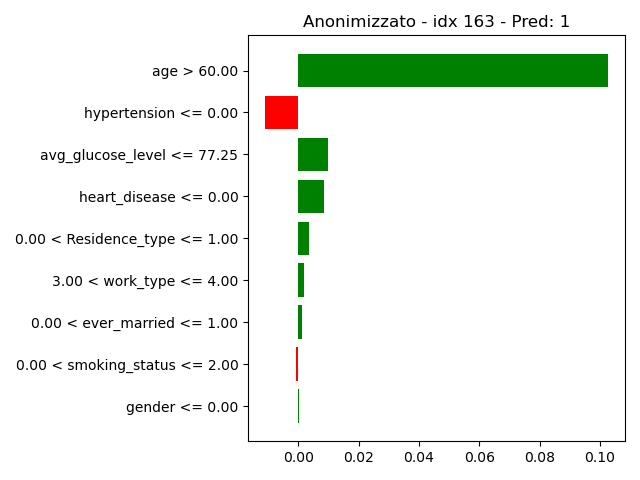 Anonimizzato - idx 163 - Pred: 1
age > 60.00
hypertension <= 0.00
avg_glucose_level <= 77.25
heart_disease <= 0.00
0.00 < Residence_type <= 1.00
3.00 < work_type <= 4.00
0.00 < ever_married <= 1.00
0.00 < smoking_status <= 2.00
gender <= 0.00
0.00 0.02 0.04 0.06 0.08 0.10